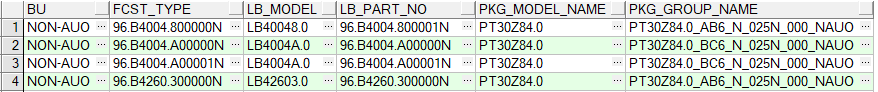 BU FCST_TYPE LB_MODEL LB_PART_NO PKG_MODEL_NAME PKG_GROUP_NAME
1 NON-AUO ... 96.B4004.800000N ... LB40048.0 ... 96.B4004.800001N ... PT30Z84.0 ... PT30Z84.0_AB6_N_025N_000_NAUO ...
2 NON-AUO ... 96.B4004.A00000N ... LB4004A.0 ... 96.B4004.A00000N ... PT30Z84.0 ... PT30Z84.0_BC6_N_025N_000_NAUO ...
3 NON-AUO ... 96.B4004.A00001N ... LB4004A.0 ... 96.B4004.A00001N ... PT30Z84.0 ... PT30Z84.0_BC6_N_025N_000_NAUO ...
4 NON-AUO ... 96.B4260.300000N ... LB42603.0 ... 96.B4260.300000N ... PT30Z84.0 ... PT30Z84.0_AB6_N_025N_000_NAUO ...